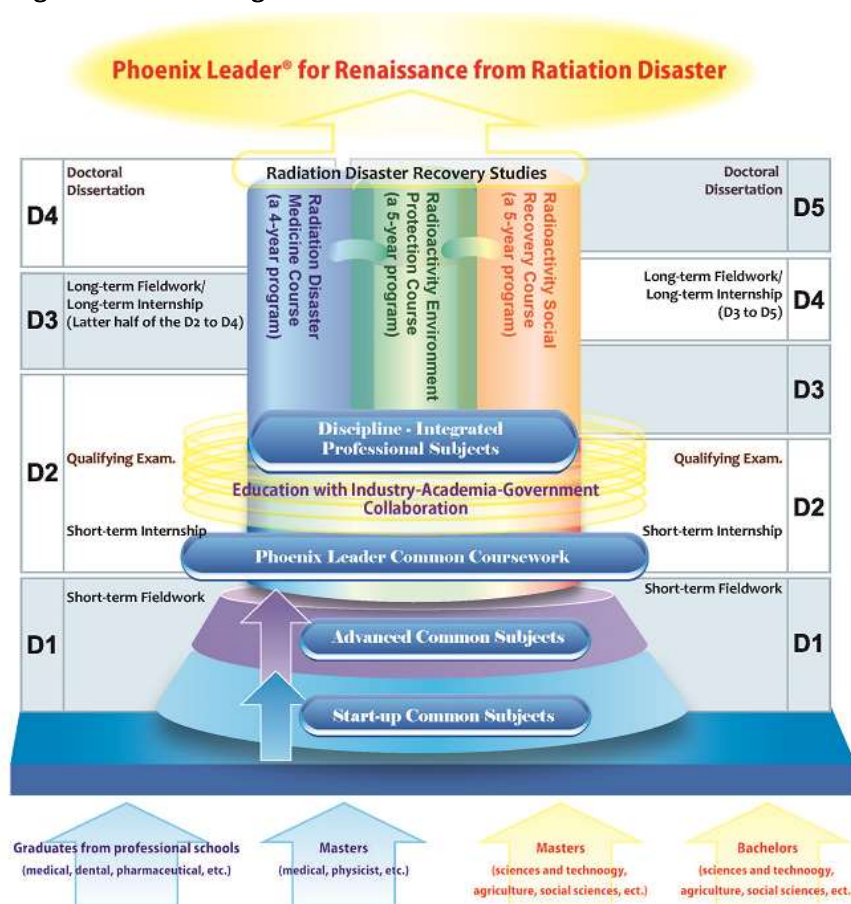 Phoenix Leader® for Renaissance from Ratiation Disaster
Radiation Disaster Recovery Studies
D4
Doctoral
Dissertation
D3
Long-term Fieldwork/
Long-term Internship
(Latter half of the D2 to D4)
D2
Qualifying Exam.
Short-term Internship
D1
Short-term Fieldwork
Radiation Disaster
Medicine Course
(a 4-year program)
Radioactivity Environment
Protection Course
(a 5-year program)
Radioactivity Social
Recovery Course
(a 5-year program)
Discipline - Integrated
Professional Subjects
Education with Industry-Academia-Government
Collaboration
Phoenix Leader Common Coursework
Advanced Common Subjects
Start-up Common Subjects
Doctoral
Dissertation
D5
Long-term Fieldwork/
Long-term Internship
(D3 to D5)
D4
D3
Qualifying Exam.
D2
Short-term Internship
Short-term Fieldwork
D1
Graduates from professional schools
(medical, dental, pharmaceutical, etc.)
Masters
(medical, physicist, etc.)
Masters
(sciences and technoogy,
agriculture, social sciences, ect.)
Bachelors
(sciences and technoogy,
agriculture, social sciences, ect.